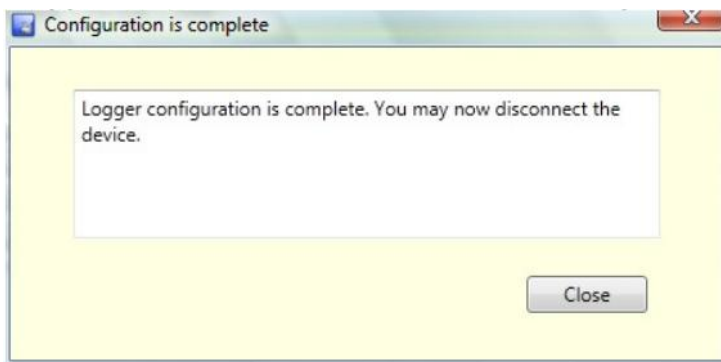 Configuration is complete
Logger configuration is complete. You may now disconnect the
device.
Close